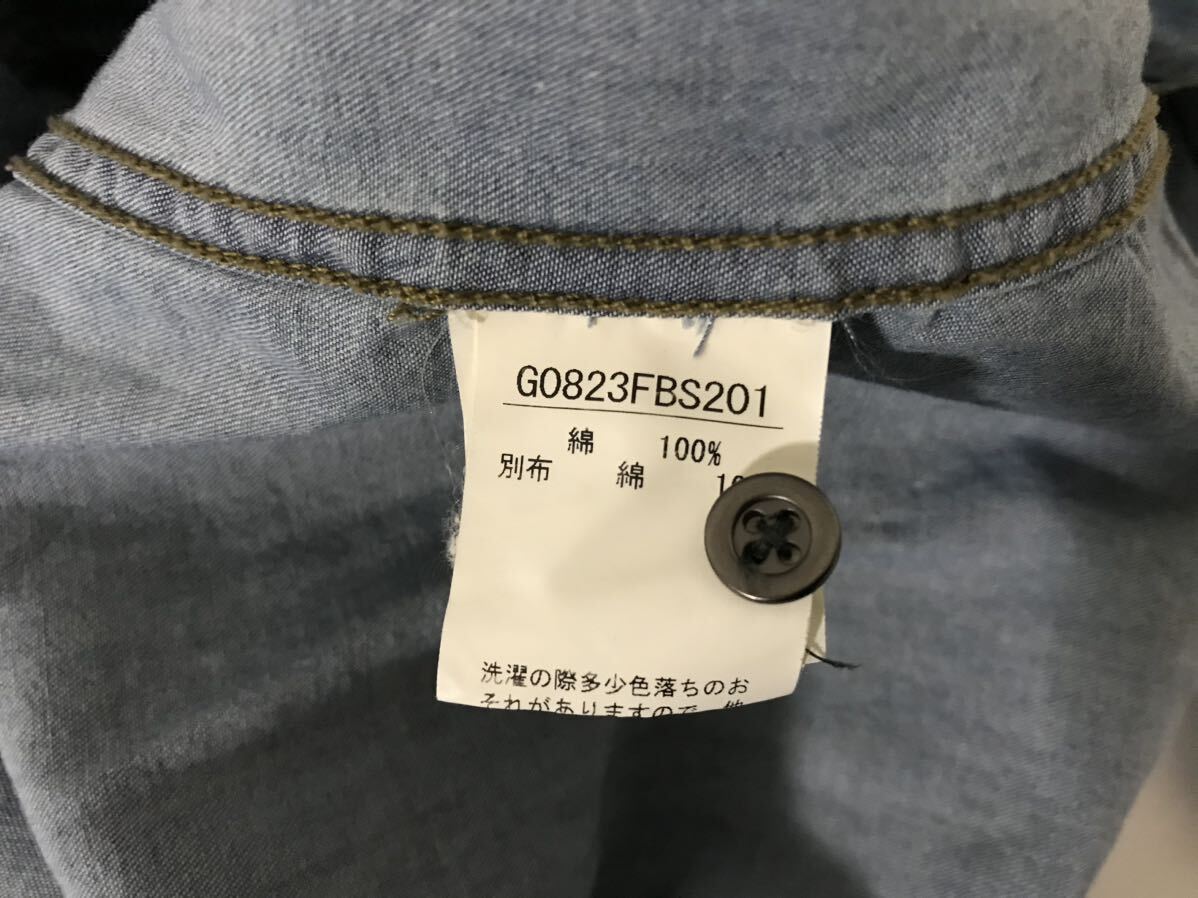 G0823FBS201
綿 100%
別布 綿
洗濯の際多少色落ちのお
それがありますので、他